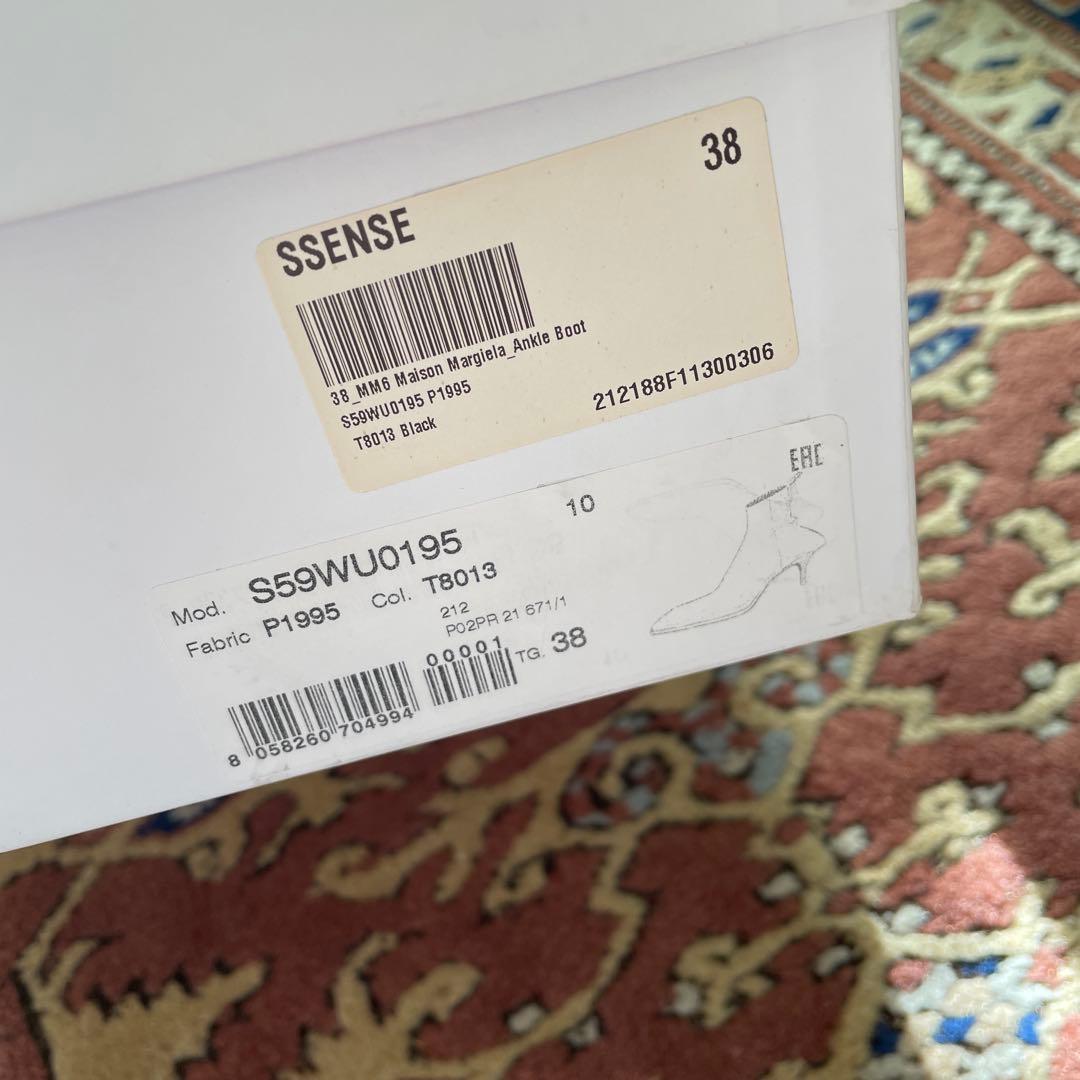 38
SSENSE
38_MM6 Maison Margiela_Ankle Boot
S59WU0195 P1995
T8013 Black
212188F11300306
EAC
10
Mod. S59WU0195
Fabric P1995 Col. T8013
212
P02PR 21 671/1
00001 TG. 38
8 058260 704994